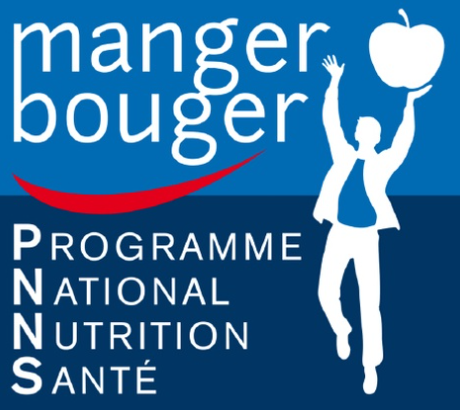 manger
bouger
PROGRAMME
NATIONAL
NUTRITION
SANTÉ